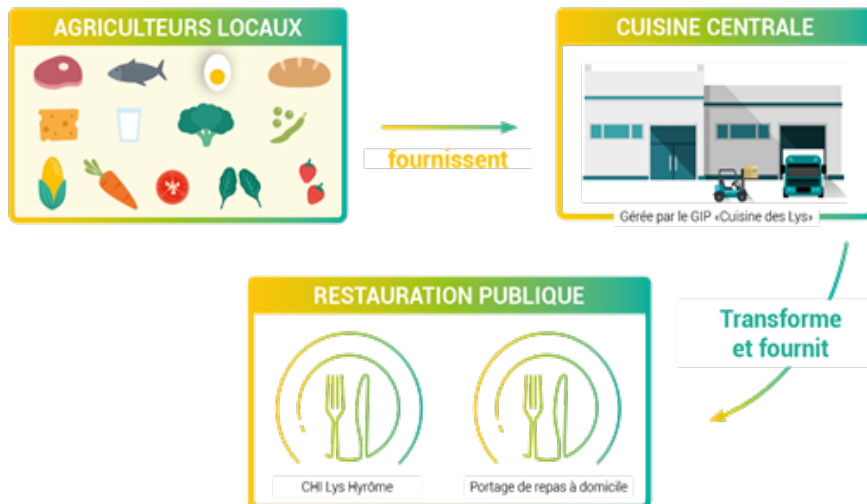 AGRICULTEURS LOCAUX
CUISINE CENTRALE
fournissent
Gérée par le GIP «Cuisine des Lys»
RESTAURATION PUBLIQUE
Transforme
et fournit
CHI Lys Hyrôme
Portage de repas à domicile